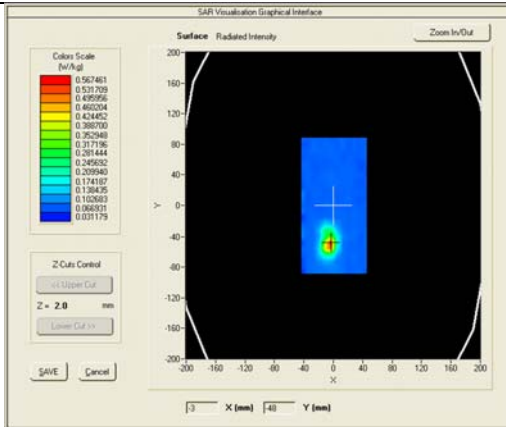 SAR Visualisation Graphical Interface
Surface Radiated Intensity
Zoom In/Out
Colors Scale
(W/kg)
0.567461
0.531709
0.495956
0.460204
0.424452
0.388700
0.352948
0.317196
0.281444
0.245692
0.209940
0.174187
0.138435
0.102683
0.066931
0.031179
Z-Cuts Control
<< Upper Cut
Z = 2.0 mm
Lower Cut >>
SAVE Cancel
200
160
120
80
40
0
-40
-80
-120
-160
-200
Y
-200 -160 -120 -80 -40 0 40 80 120 160 200
X
-3 X (mm) -48 Y (mm)